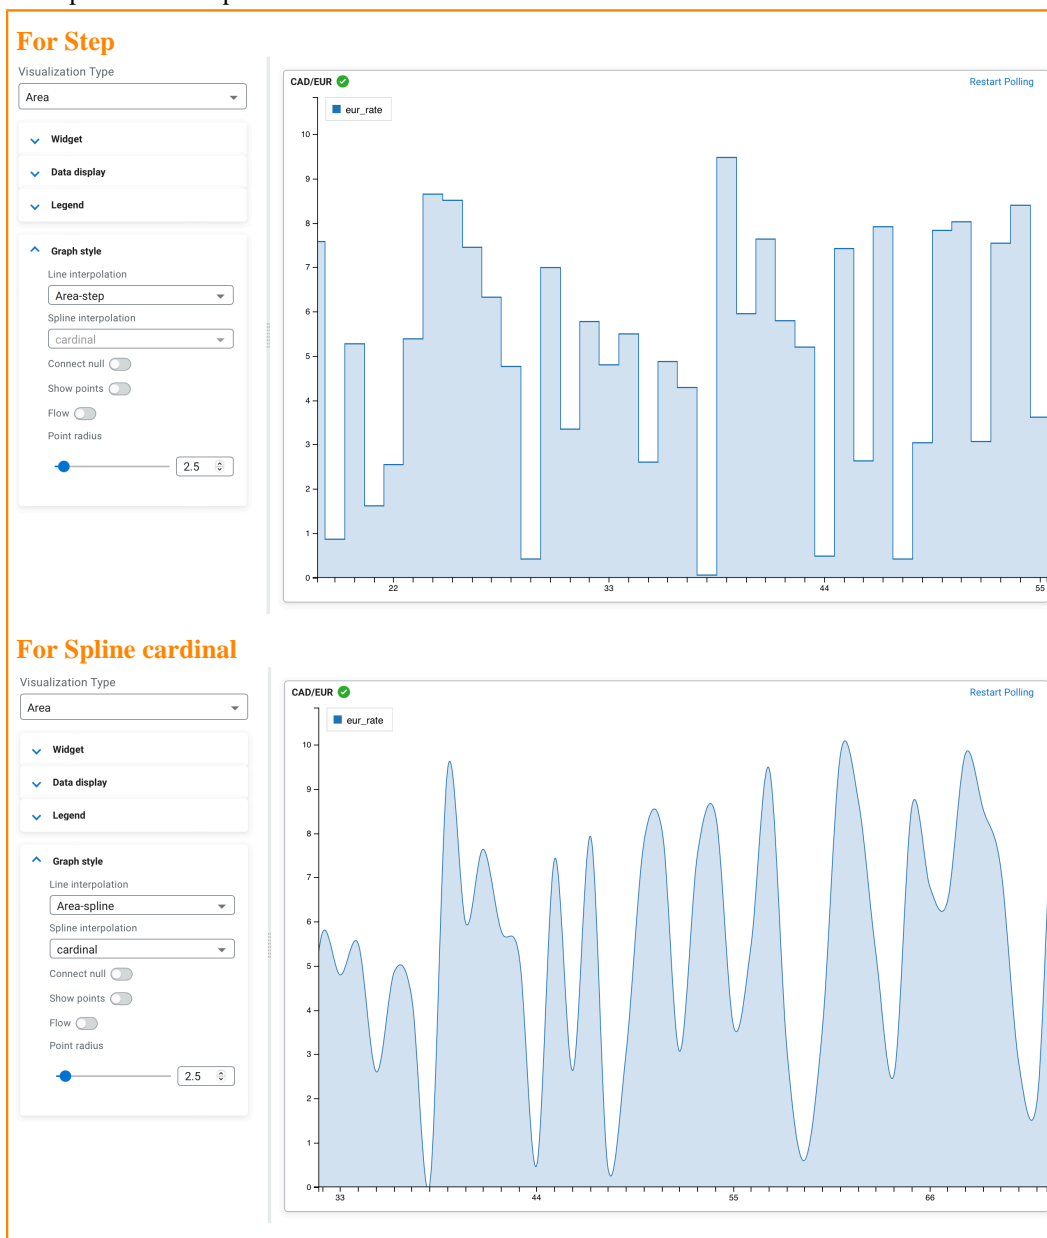 For Step
Visualization Type
Area
Widget
Data display
Legend
Graph style
Line interpolation
Area-step
Spline interpolation
cardinal
Connect null
Show points
Flow
Point radius
2.5
CAD/EUR
Restart Polling
eur_rate
10
9
8
7
6
5
4
3
2
1
0
22
33
44
55
For Spline cardinal
Visualization Type
Area
Widget
Data display
Legend
Graph style
Line interpolation
Area-spline
Spline interpolation
cardinal
Connect null
Show points
Flow
Point radius
2.5
CAD/EUR
Restart Polling
eur_rate
10
9
8
7
6
5
4
3
2
1
0
33
44
55
66